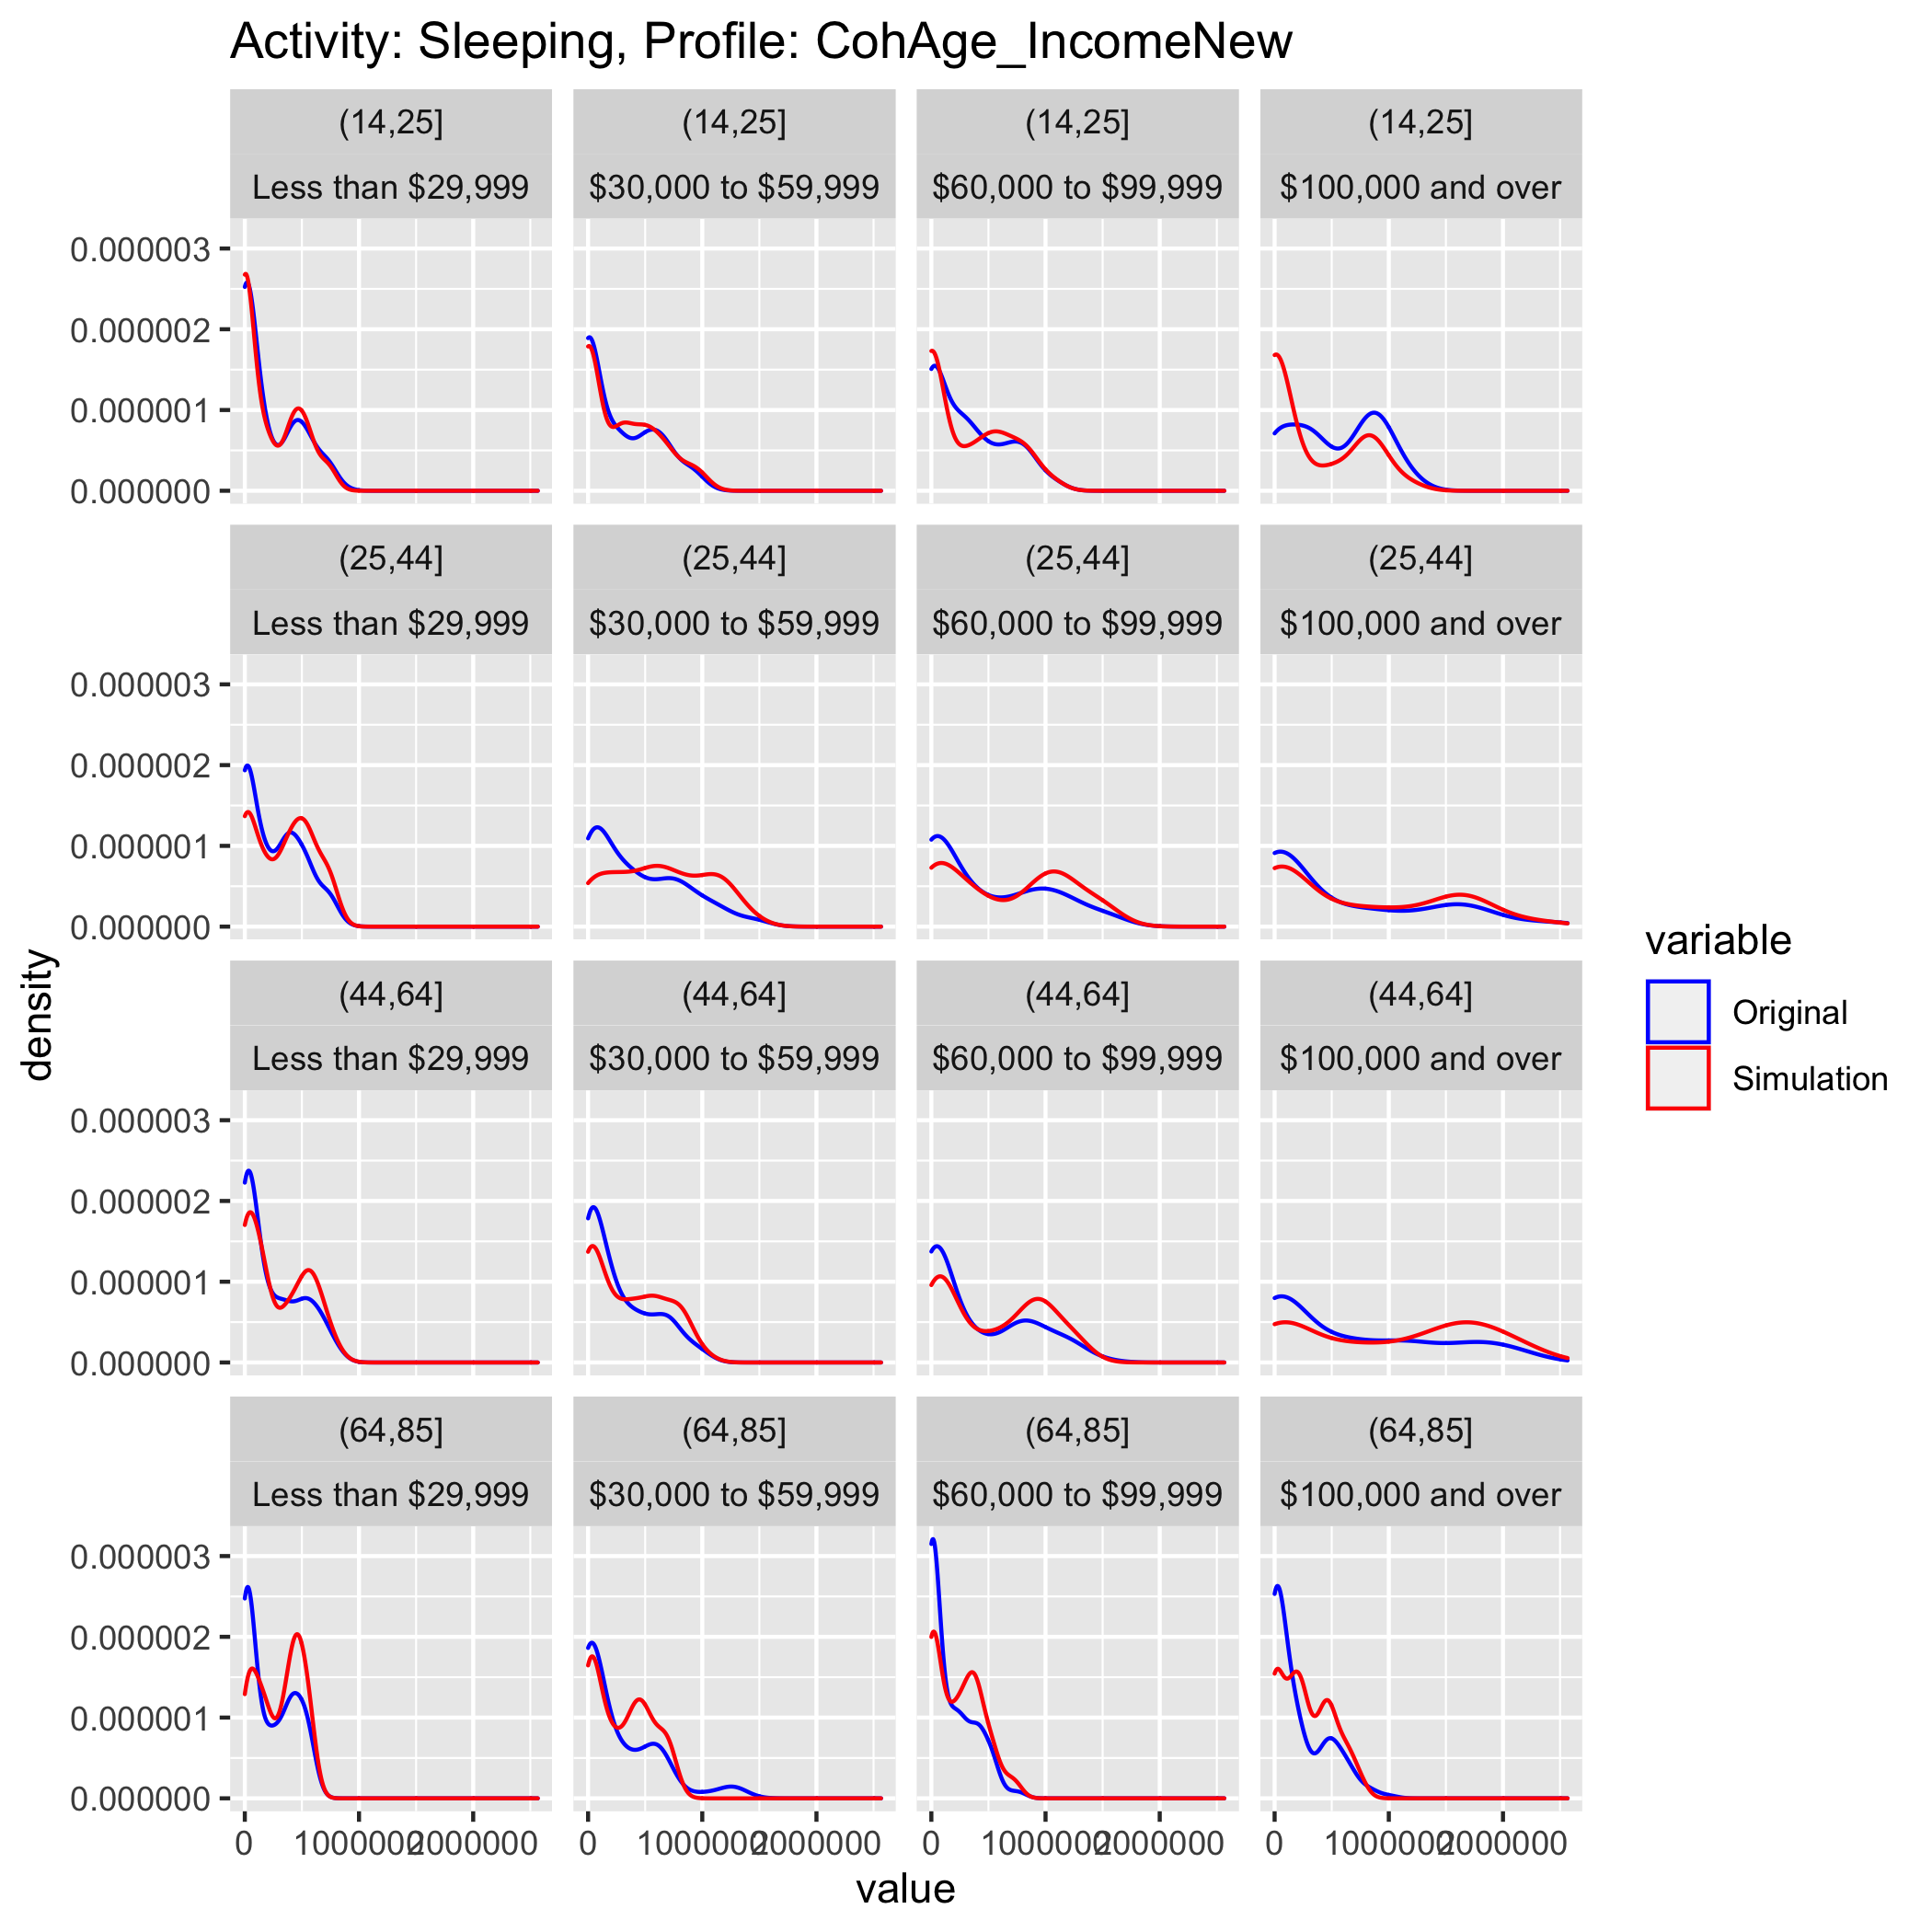 Activity: Sleeping, Profile: CohAge_IncomeNew
(14,25] (14,25] (14,25] (14,25]
Less than $29,999 $30,000 to $59,999 $60,000 to $99,999 $100,000 and over
0.000003
0.000002
0.000001
0.000000
(25,44] (25,44] (25,44] (25,44]
Less than $29,999 $30,000 to $59,999 $60,000 to $99,999 $100,000 and over
0.000003
0.000002
0.000001
0.000000
(44,64] (44,64] (44,64] (44,64]
Less than $29,999 $30,000 to $59,999 $60,000 to $99,999 $100,000 and over
0.000003
0.000002
0.000001
0.000000
(64,85] (64,85] (64,85] (64,85]
Less than $29,999 $30,000 to $59,999 $60,000 to $99,999 $100,000 and over
0.000003
0.000002
0.000001
0.000000
0 1000000 2000000 0 1000000 2000000 0 1000000 2000000 0 1000000 2000000
value
density
variable
Original
Simulation